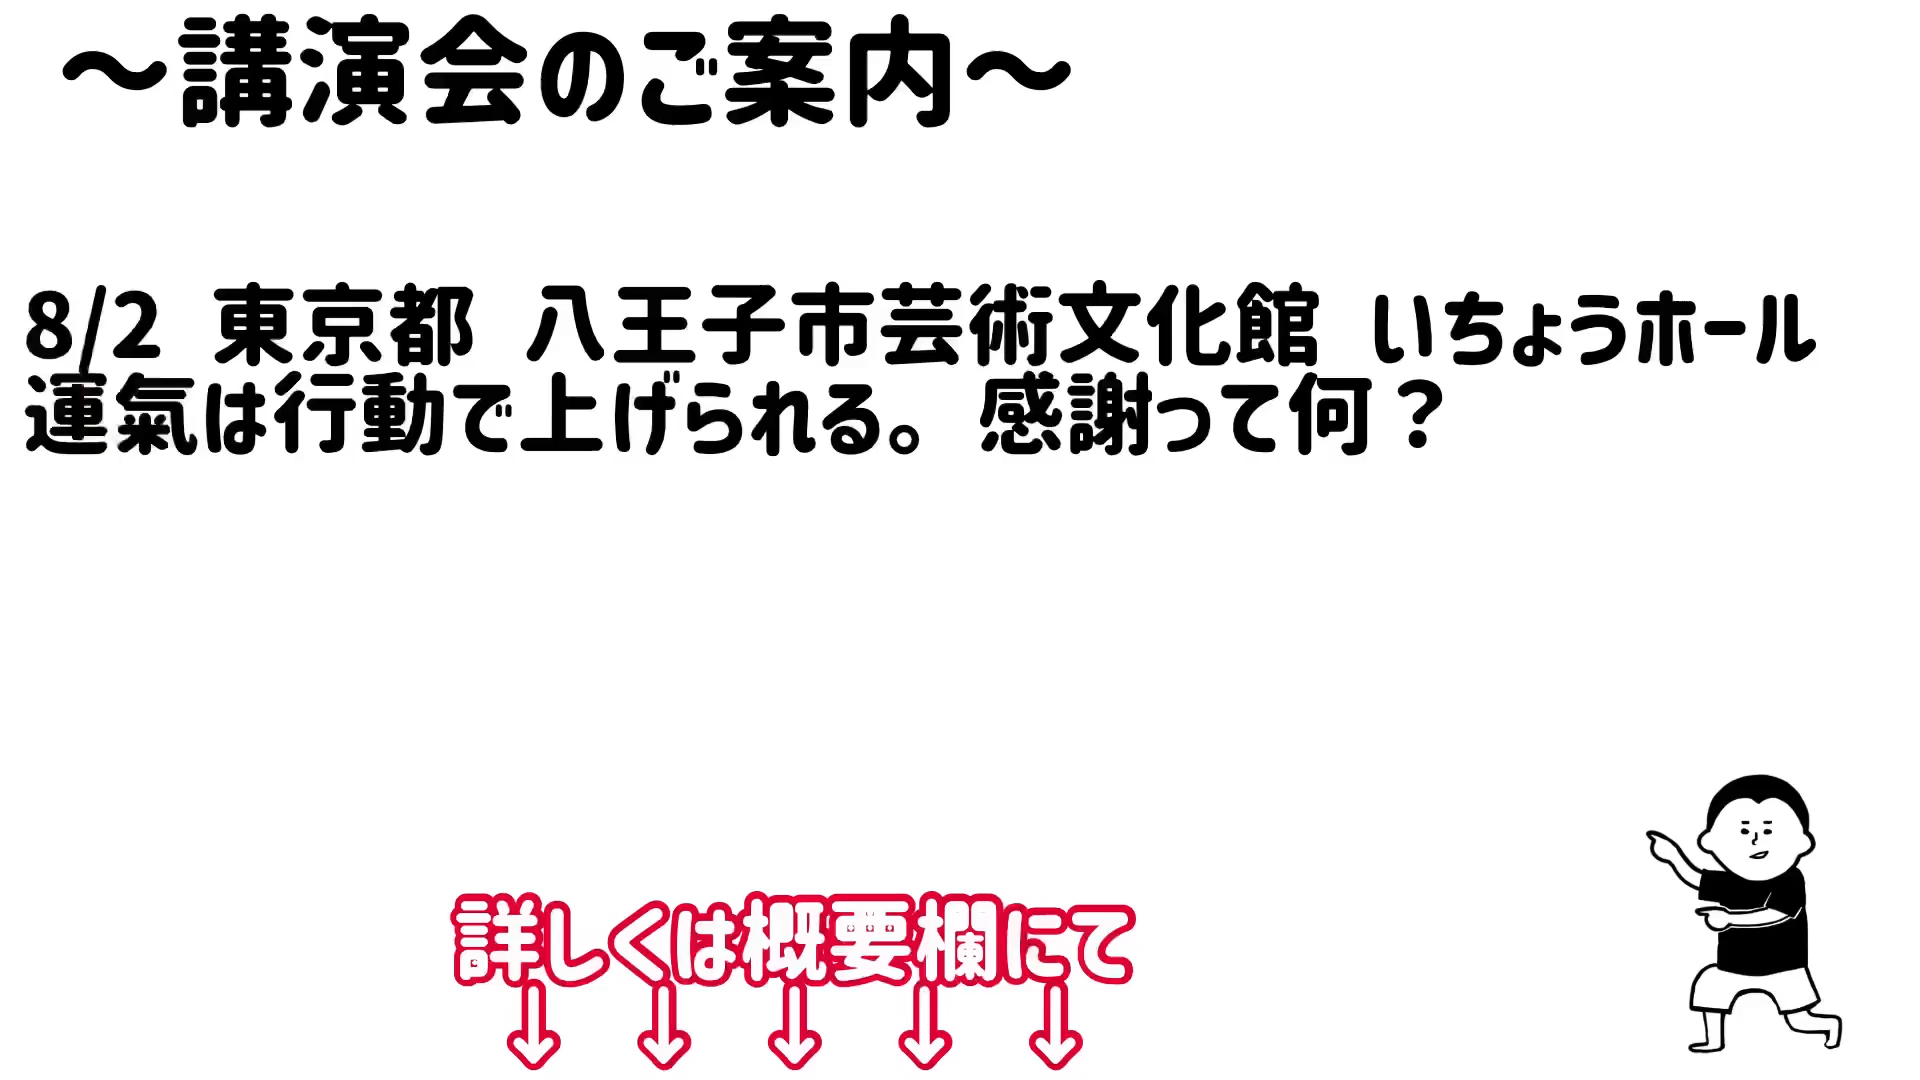 ～講演会のご案内～
8/2 東京都 八王子市芸術文化館 いちょうホール
運氣は行動で上げられる。感謝って何？
詳しくは概要欄にて
↓ ↓ ↓ ↓ ↓